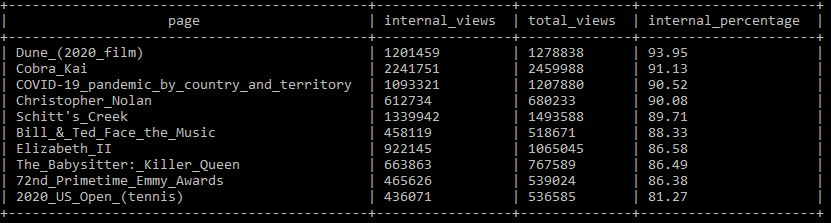 page | internal_views | total_views | internal_percentage
Dune_(2020_film) | 1201459 | 1278838 | 93.95
Cobra_Kai | 2241751 | 2459988 | 91.13
COVID-19_pandemic_by_country_and_territory | 1093321 | 1207880 | 90.52
Christopher_Nolan | 612734 | 680233 | 90.08
Schitt's_Creek | 1339942 | 1493588 | 89.71
Bill_&_Ted_Face_the_Music | 458119 | 518671 | 88.33
Elizabeth_II | 922145 | 1065045 | 86.58
The_Babysitter:_Killer_Queen | 663863 | 767589 | 86.49
72nd_Primetime_Emmy_Awards | 465626 | 539024 | 86.38
2020_US_Open_(tennis) | 436071 | 536585 | 81.27